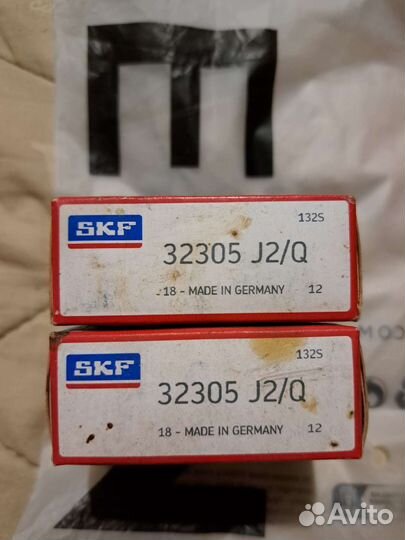 132S
SKF
32305 J2/Q
18 - MADE IN GERMANY 12
132S
SKF
32305 J2/Q
18 - MADE IN GERMANY 12
Avito